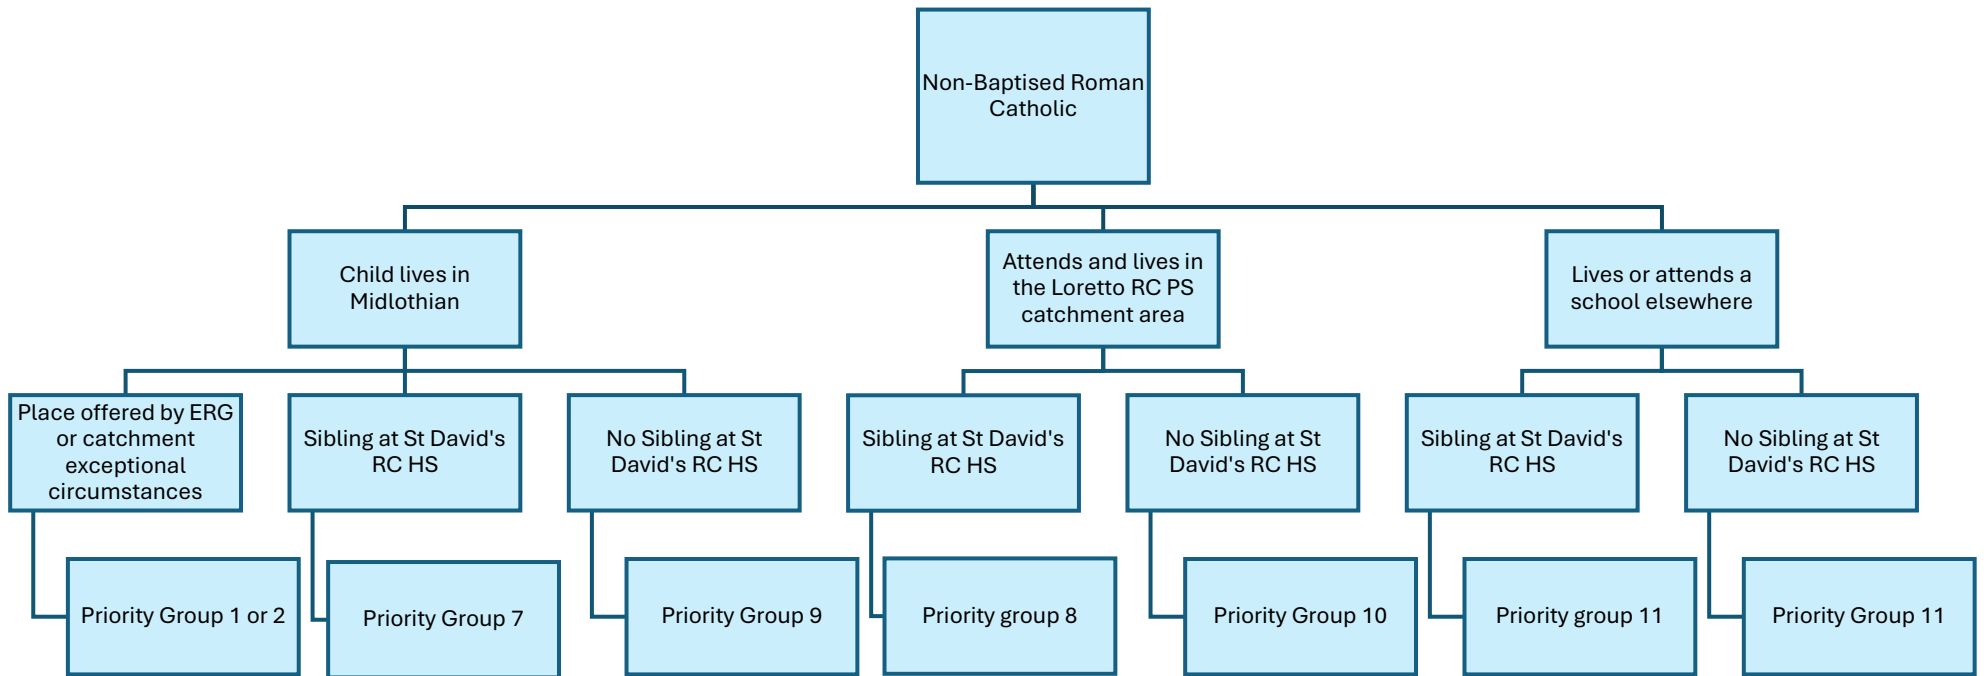 Non-Baptised Roman
Catholic
Child lives in
Midlothian
Attends and lives in
the Loretto RC PS
catchment area
Lives or attends a
school elsewhere
Place offered by ERG
or catchment
exceptional
circumstances
Sibling at St David's
RC HS
No Sibling at St
David's RC HS
Sibling at St David's
RC HS
No Sibling at St
David's RC HS
Sibling at St David's
RC HS
No Sibling at St
David's RC HS
Priority Group 1 or 2
Priority Group 7
Priority Group 9
Priority group 8
Priority Group 10
Priority group 11
Priority Group 11